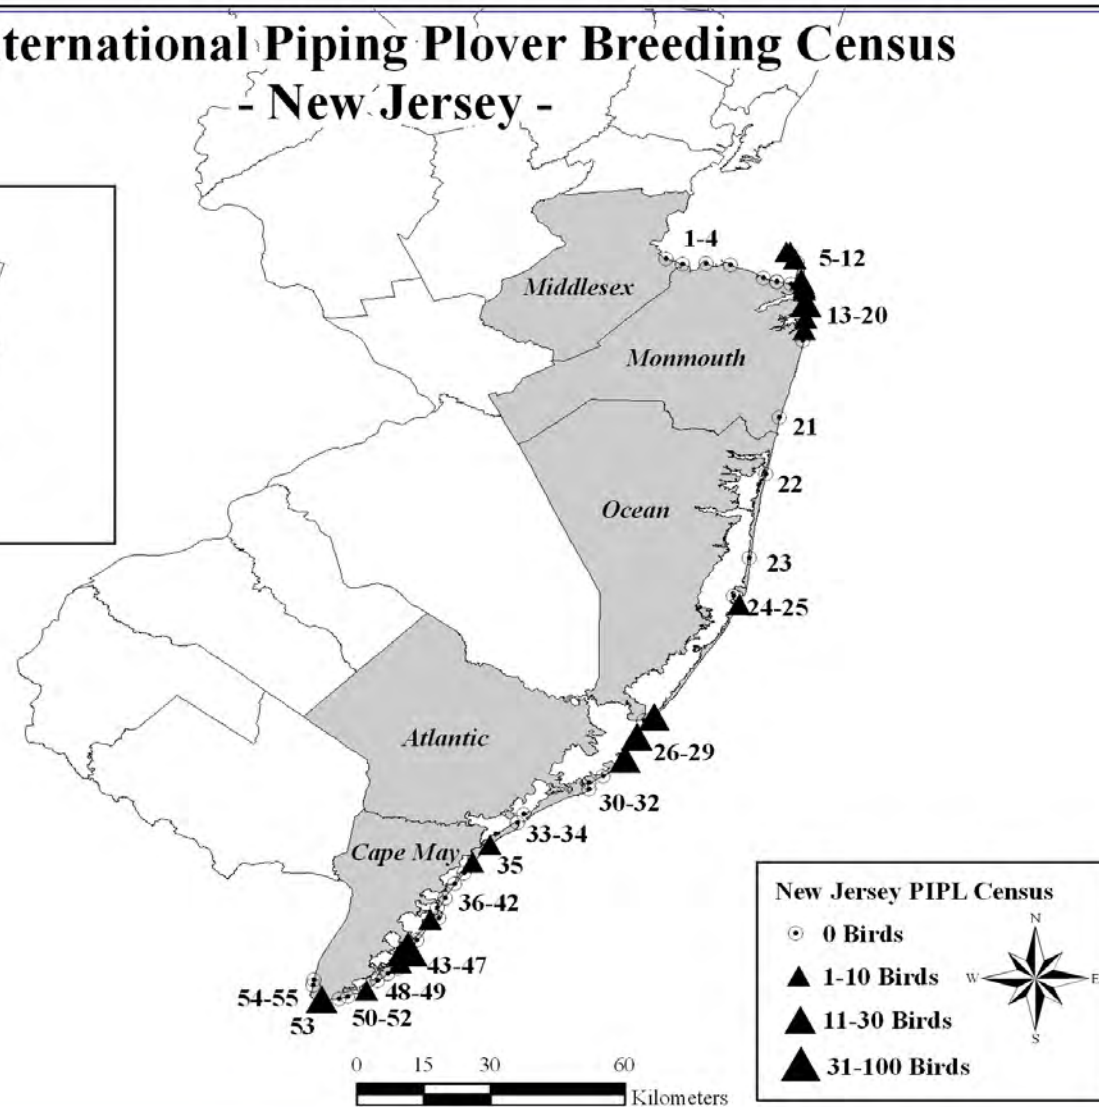 ternational Piping Plover Breeding Census
- New Jersey -
1-4
5-12
Middlesex
13-20
Monmouth
21
22
Ocean
23
24-25
Atlantic
26-29
30-32
33-34
Cape May
35
36-42
43-47
48-49
54-55
50-52
53
New Jersey PIPL Census
0 Birds
1-10 Birds
11-30 Birds
31-100 Birds
N
W
E
S
0 15 30 60
Kilometers